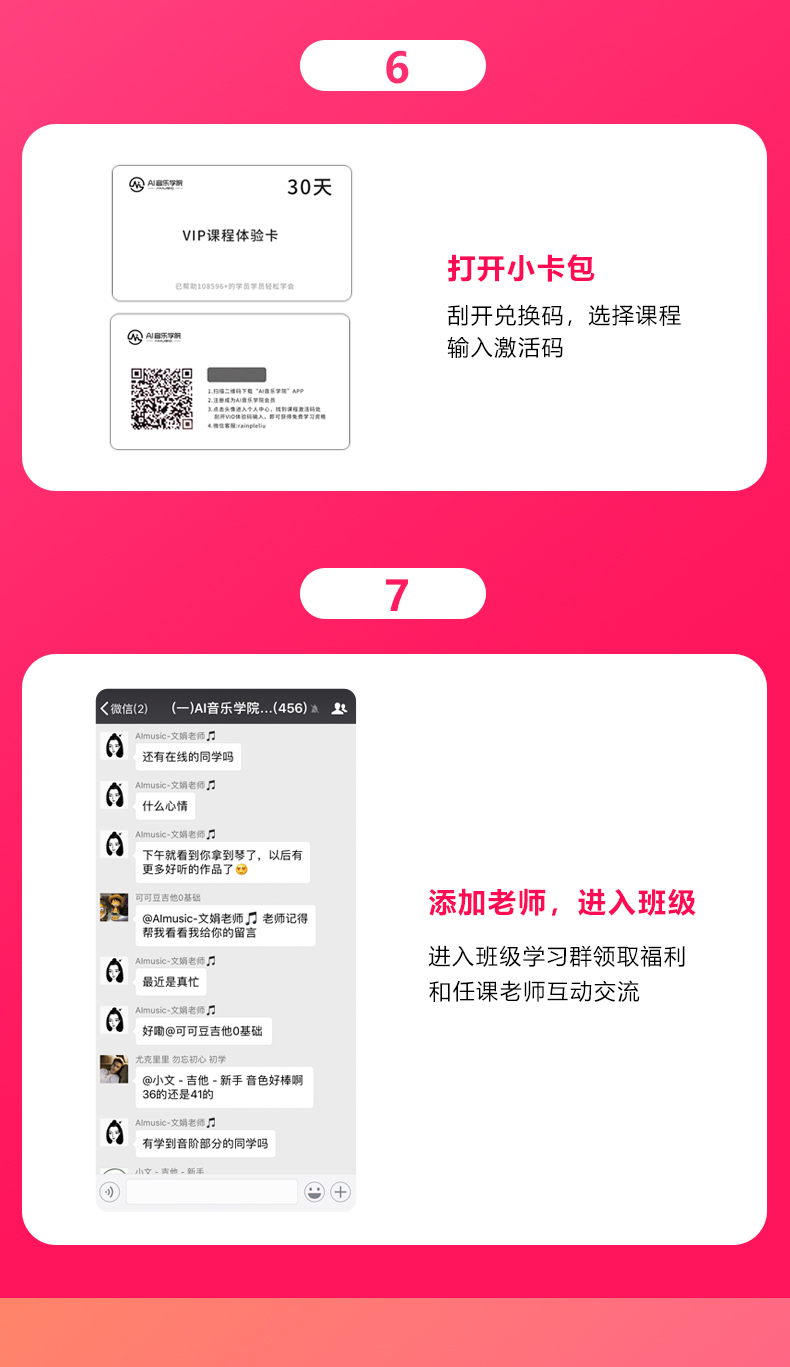 6
AI音乐学院
30天
VIP课程体验卡
已帮助108596+的学员学员轻松学会
打开小卡包
刮开兑换码，选择课程
输入激活码
AI音乐学院
1.扫描二维码下载“AI音乐学院”APP
2.注册成为AI音乐学院会员
3.点击头像进入个人中心，找到课程激活码处
刮开VIO体验码输入，即可获得免费学习资格
4.微信客服:rainpleliu
7
微信(2)
(一)AI音乐学院...(456)
AImusic-文娟老师🎵
还有在线的同学吗
AImusic-文娟老师🎵
什么心情
AImusic-文娟老师🎵
下午就看到你拿到琴了，以后有
更多好听的作品了😍
可可豆吉他0基础
@AImusic-文娟老师🎵 老师记得
帮我看看我给你的留言
AImusic-文娟老师🎵
最近是真忙
AImusic-文娟老师🎵
好嘞@可可豆吉他0基础
尤克里里 勿忘初心 初学
@小文 - 吉他 - 新手 音色好棒啊
36的还是41的
AImusic-文娟老师🎵
有学到音阶部分的同学吗
小文 - 吉他 - 新手
添加老师，进入班级
进入班级学习群领取福利
和任课老师互动交流